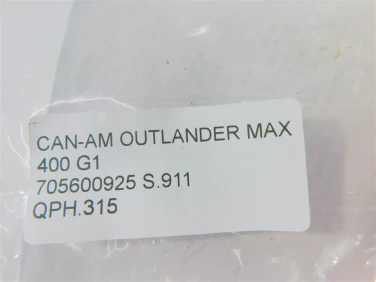 CAN-AM OUTLANDER MAX
400 G1
705600925 S.911
QPH.315